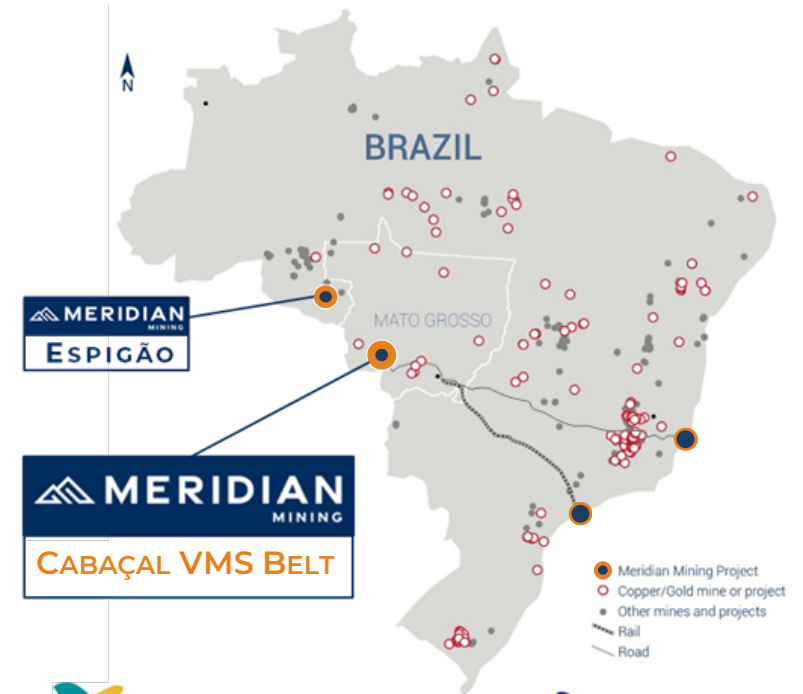 N
BRAZIL
MATO GROSSO
MERIDIAN
MINING
ESPIGÃO
MERIDIAN
MINING
CABAÇAL VMS BELT
Meridian Mining Project
Copper/Gold mine or project
Other mines and projects
Rail
Road